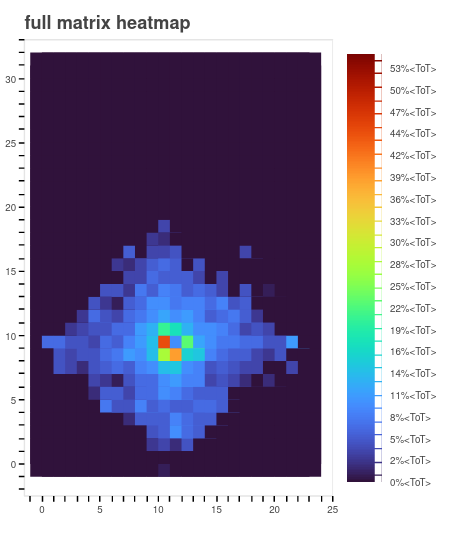 full matrix heatmap
30
25
20
15
10
5
0
0
5
10
15
20
25
53%<ToT>
50%<ToT>
47%<ToT>
44%<ToT>
42%<ToT>
39%<ToT>
36%<ToT>
33%<ToT>
30%<ToT>
28%<ToT>
25%<ToT>
22%<ToT>
19%<ToT>
16%<ToT>
14%<ToT>
11%<ToT>
8%<ToT>
5%<ToT>
2%<ToT>
0%<ToT>